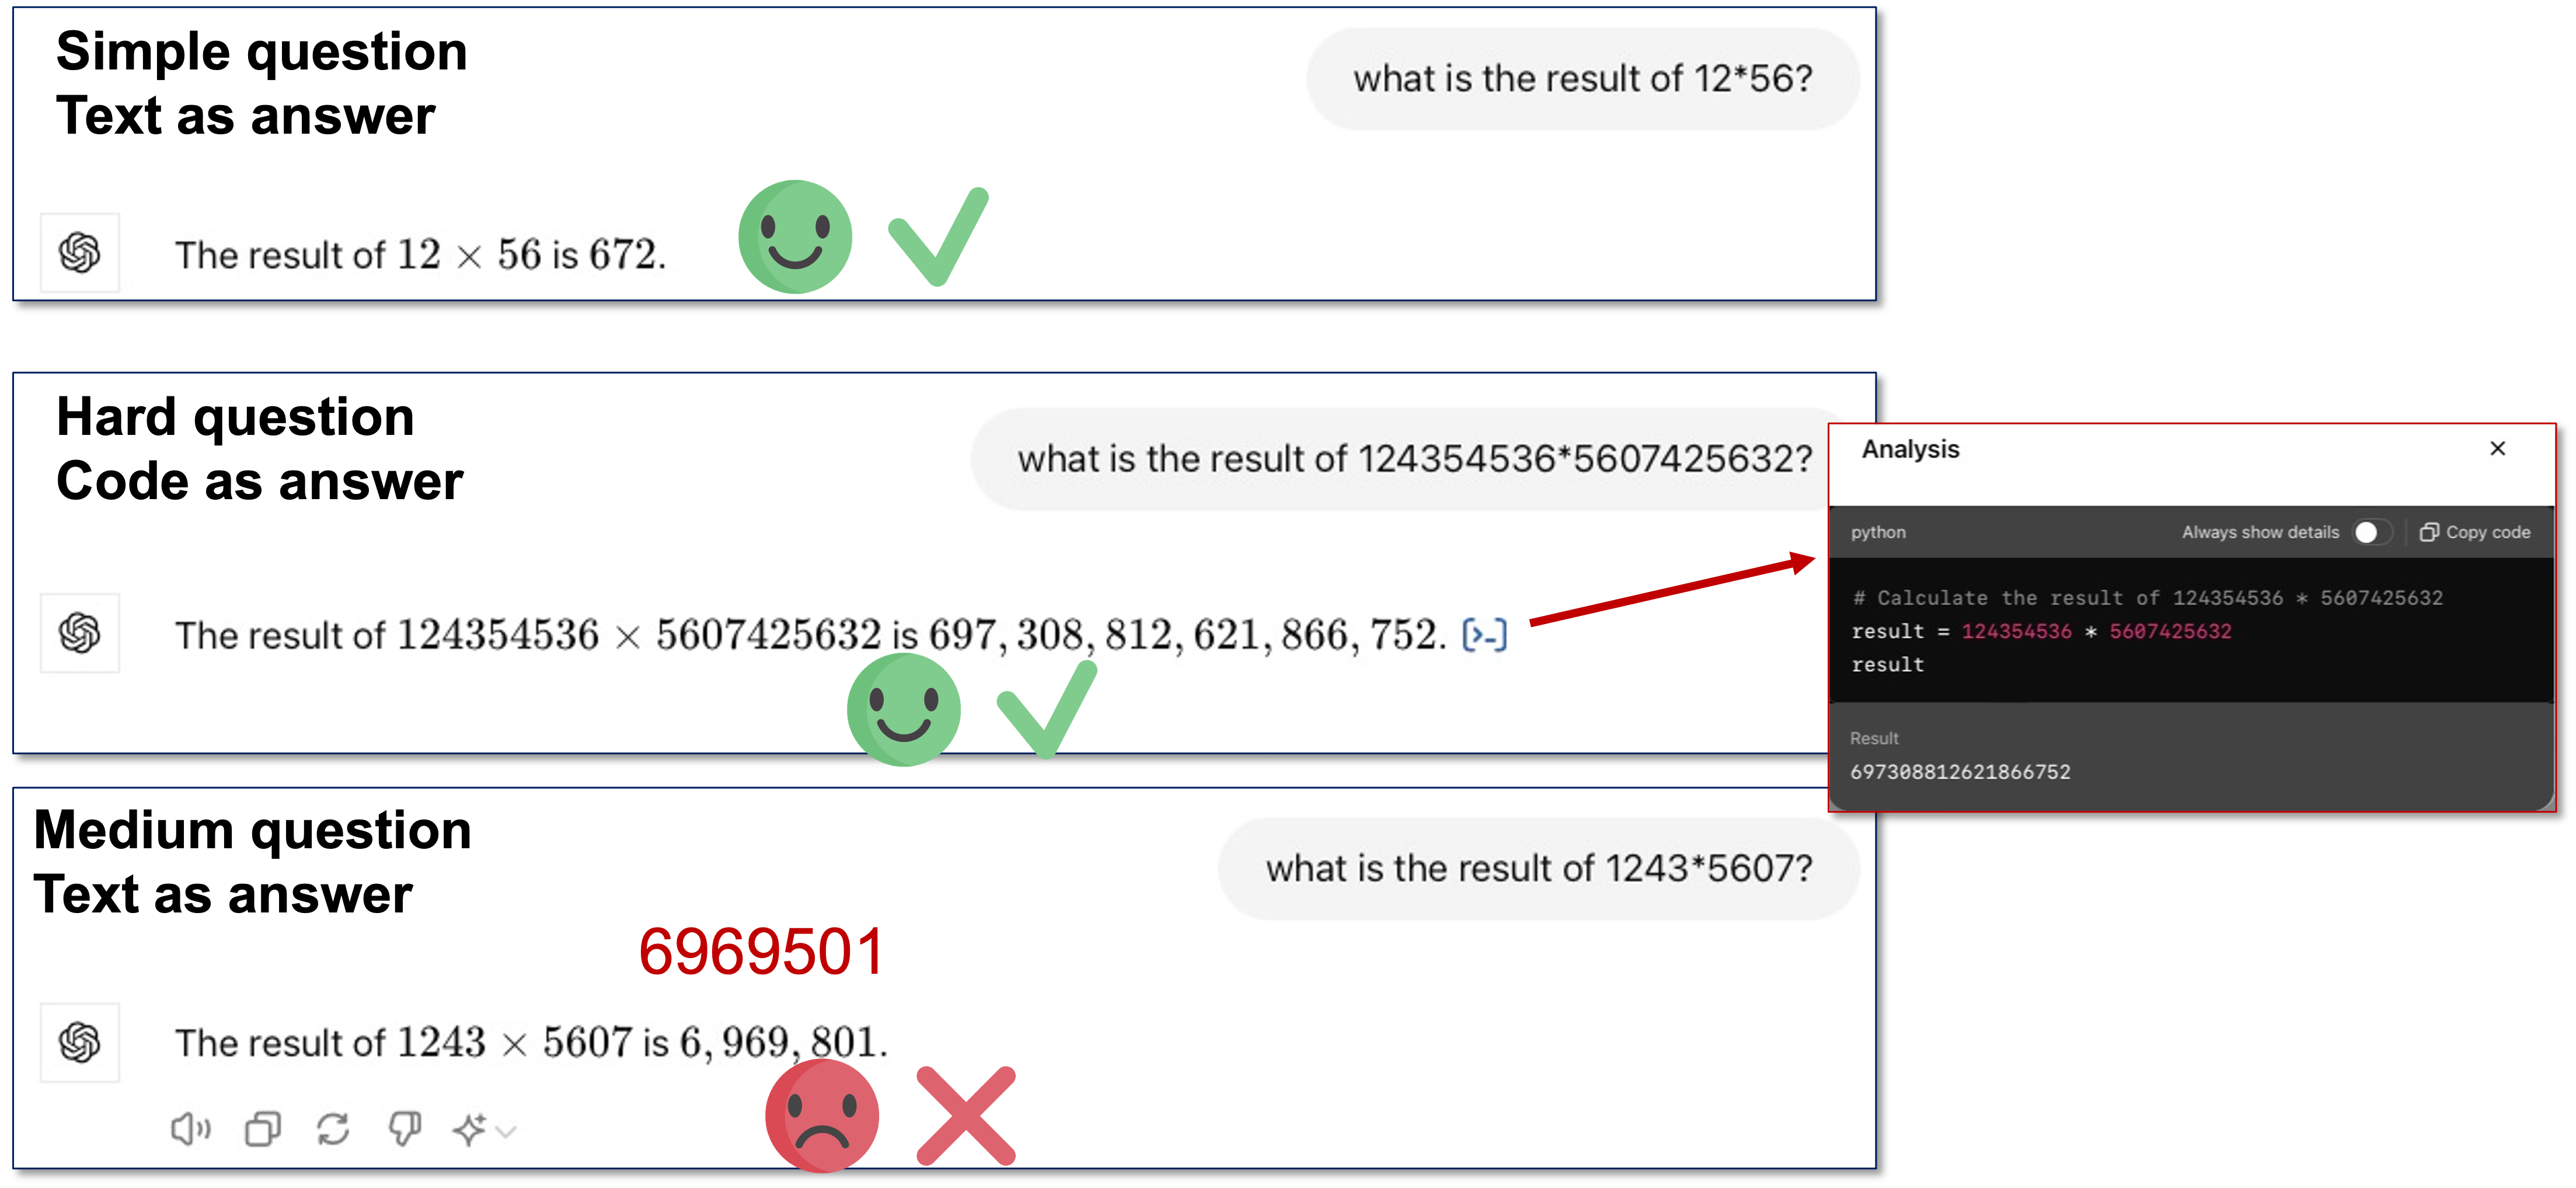 Simple question
Text as answer
what is the result of 12*56?
The result of 12 × 56 is 672.
Hard question
Code as answer
what is the result of 124354536*5607425632?
The result of 124354536 × 5607425632 is 697, 308, 812, 621, 866, 752. [>-]
Analysis
python
Always show details
Copy code
# Calculate the result of 124354536 * 5607425632
result = 124354536 * 5607425632
result
Result
697308812621866752
Medium question
Text as answer
what is the result of 1243*5607?
6969501
The result of 1243 × 5607 is 6, 969, 801.